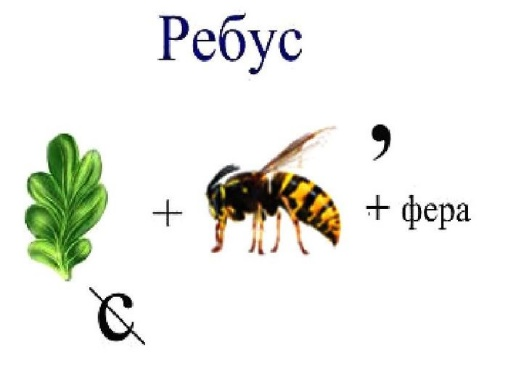 Ребус
,
+ + фера
с